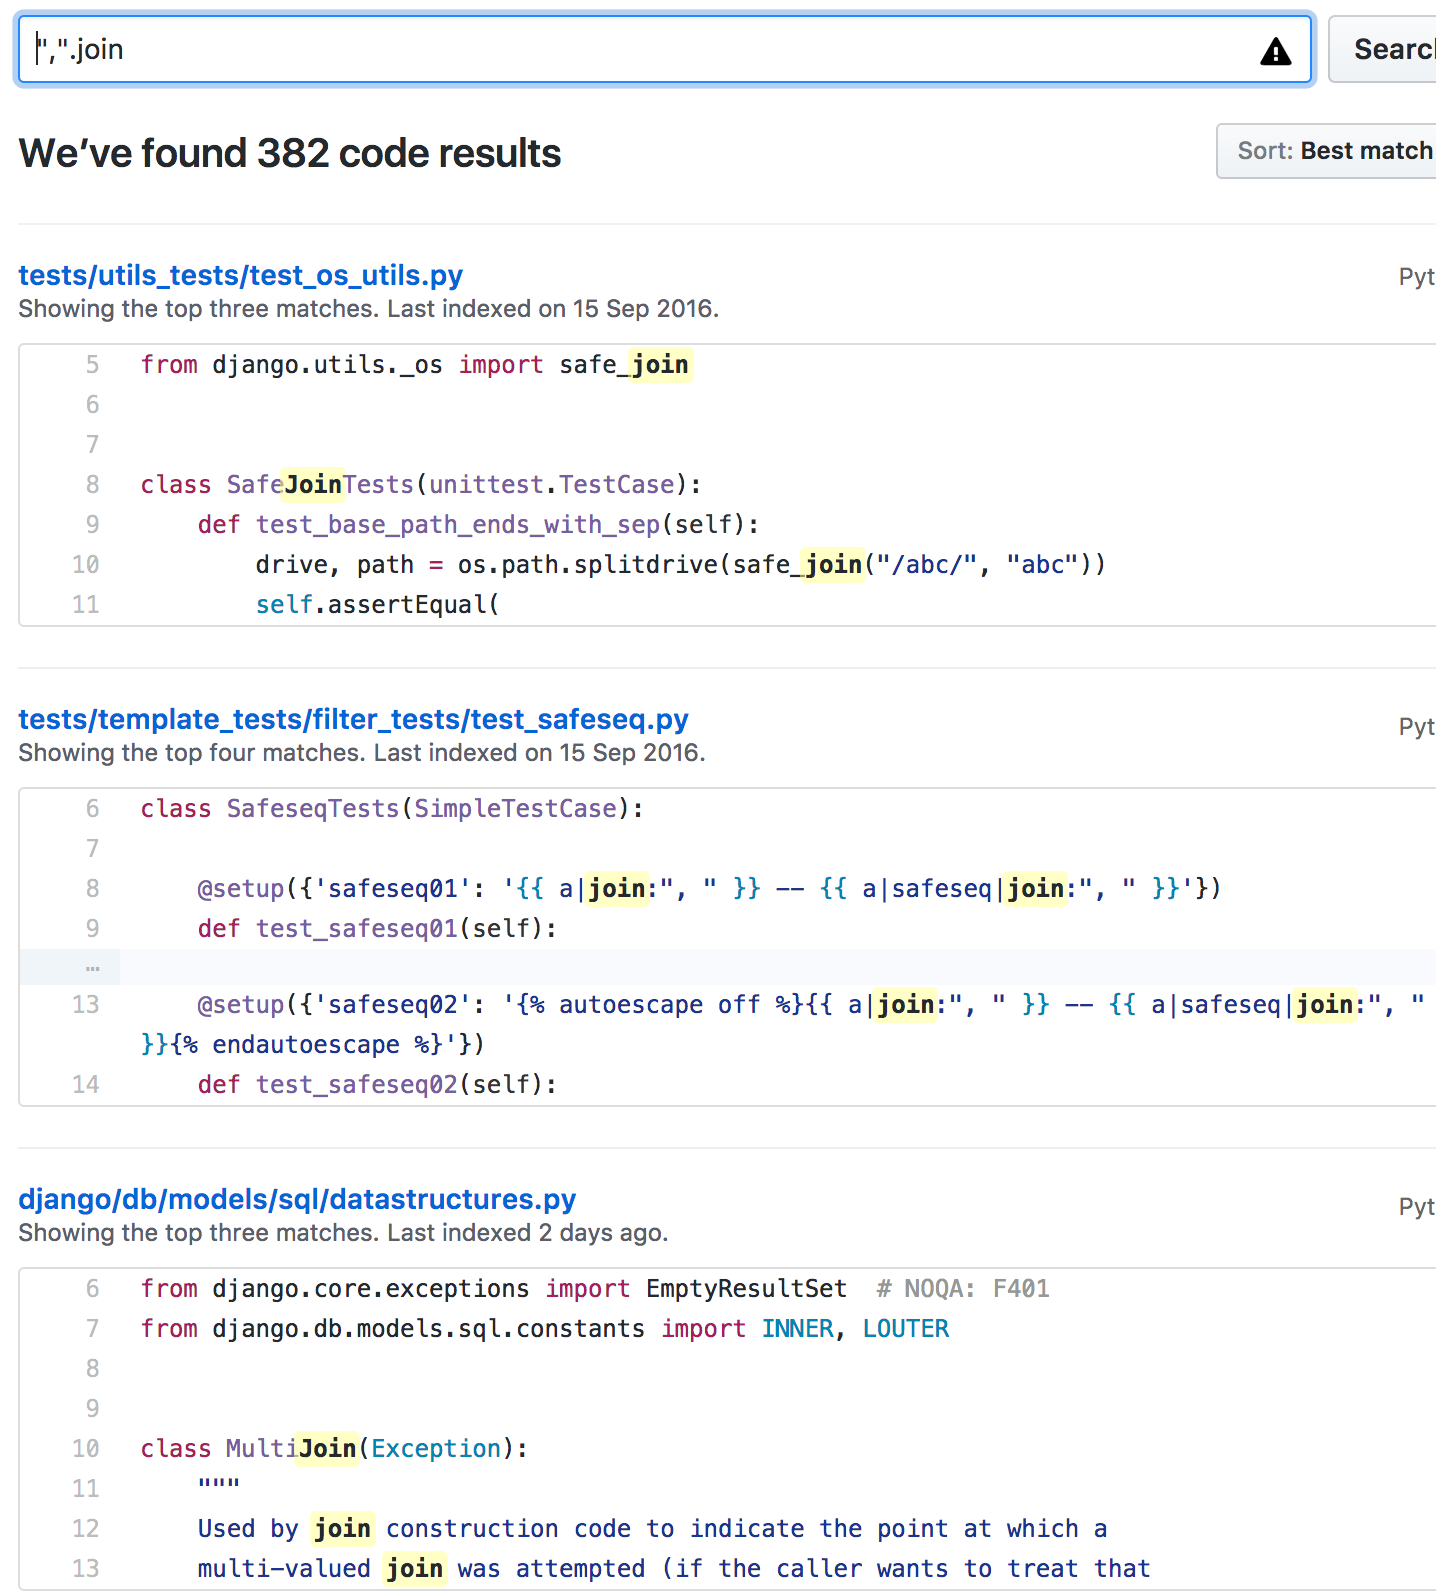 ",".join
Searc
We’ve found 382 code results
Sort: Best match
tests/utils_tests/test_os_utils.py
Pyt
Showing the top three matches. Last indexed on 15 Sep 2016.
5 from django.utils._os import safe_join
6
7
8 class SafeJoinTests(unittest.TestCase):
9 def test_base_path_ends_with_sep(self):
10 drive, path = os.path.splitdrive(safe_join("/abc/", "abc"))
11 self.assertEqual(
tests/template_tests/filter_tests/test_safeseq.py
Pyt
Showing the top four matches. Last indexed on 15 Sep 2016.
6 class SafeseqTests(SimpleTestCase):
7
8 @setup({'safeseq01': '{{ a|join:", " }} -- {{ a|safeseq|join:", " }}'})
9 def test_safeseq01(self):
…
13 @setup({'safeseq02': '{% autoescape off %}{{ a|join:", " }} -- {{ a|safeseq|join:", "
}}{% endautoescape %}'})
14 def test_safeseq02(self):
django/db/models/sql/datastructures.py
Pyt
Showing the top three matches. Last indexed 2 days ago.
6 from django.core.exceptions import EmptyResultSet # NOQA: F401
7 from django.db.models.sql.constants import INNER, LOUTER
8
9
10 class MultiJoin(Exception):
11 """
12 Used by join construction code to indicate the point at which a
13 multi-valued join was attempted (if the caller wants to treat that